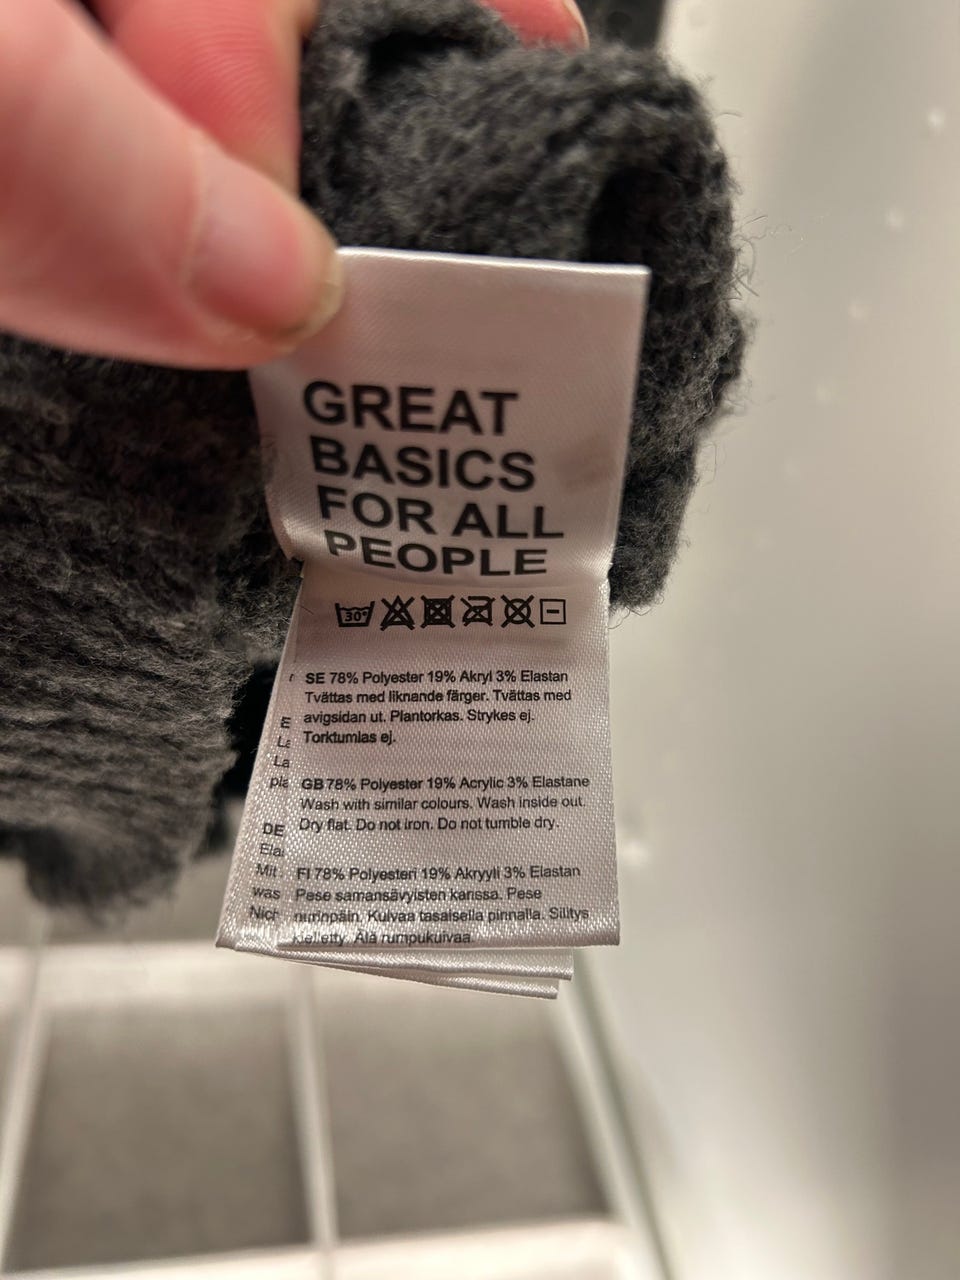 GREAT
BASICS
FOR ALL
PEOPLE
30°
SE 78% Polyester 19% Akryl 3% Elastan
Tvättas med liknande färger. Tvättas med
avigsidan ut. Plantorkas. Strykes ej.
Torktumlas ej.
GB 78% Polyester 19% Acrylic 3% Elastane
Wash with similar colours. Wash inside out.
Dry flat. Do not iron. Do not tumble dry.
FI 78% Polyesteri 19% Akryyli 3% Elastan
Pese samansävyisten kanssa. Pese
nurinpäin. Kuivaa tasaisella pinnalla. Silitys
kielletty. Älä rumpukuivaa.
DE
Mit
was